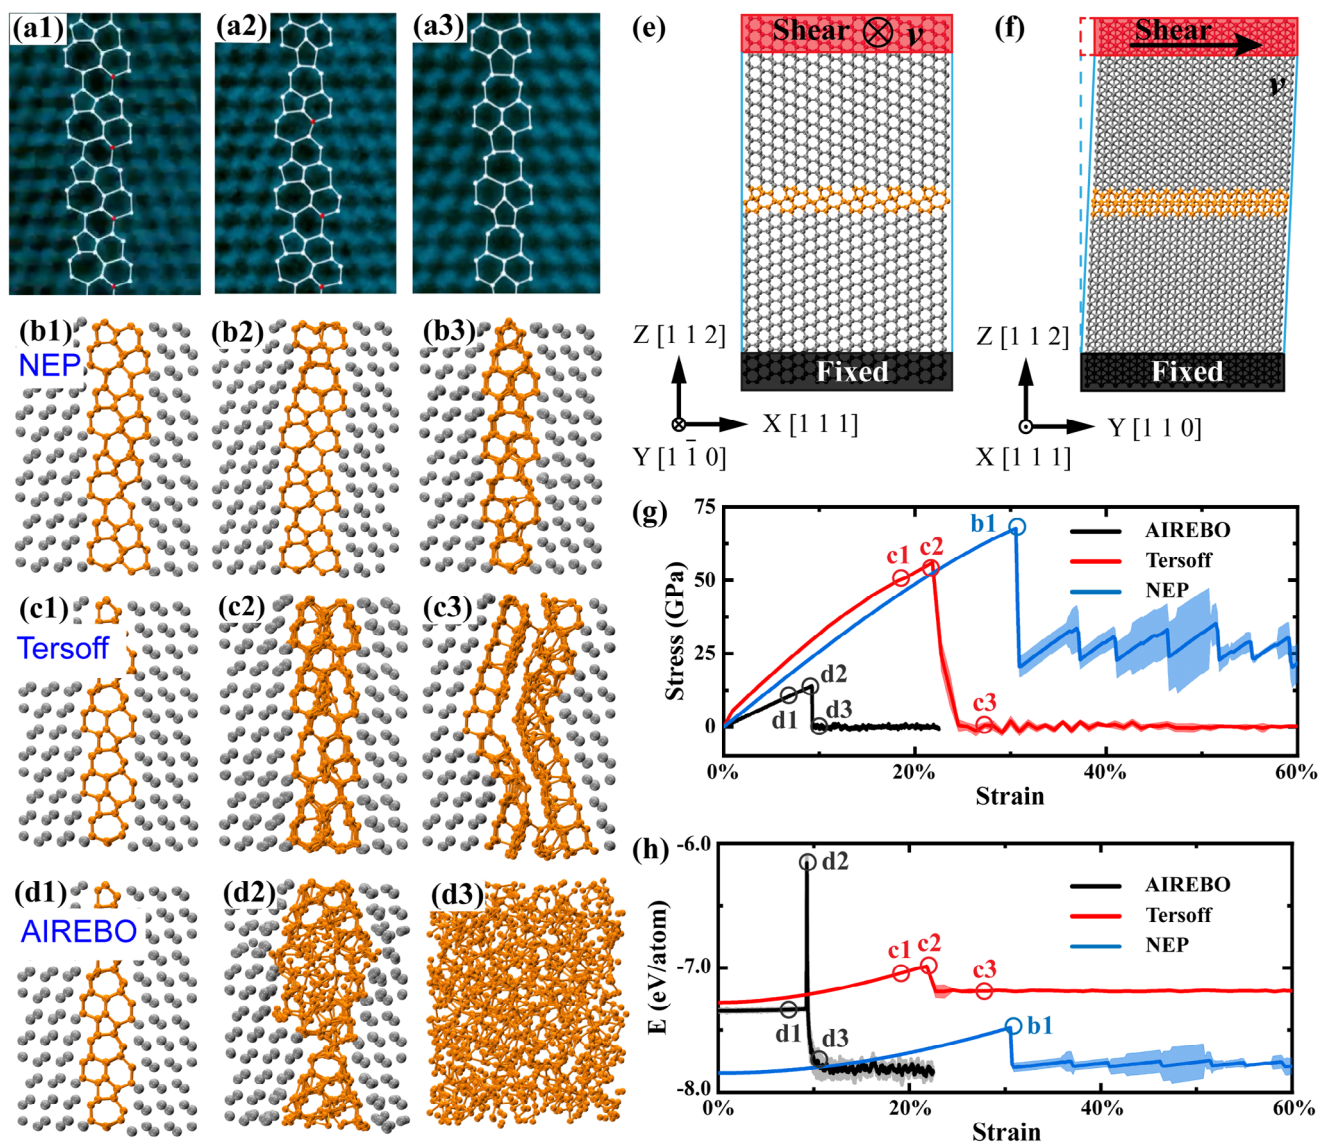 (a1)
(a2)
(a3)
(b1)
NEP
(b2)
(b3)
(c1)
Tersoff
(c2)
(c3)
(d1)
AIREBO
(d2)
(d3)
(e)
Shear ⊗ ν
Fixed
Z [1 1 2]
X [1 1 1]
Y [1 1̄ 0]
(f)
Shear
ν
Fixed
Z [1 1 2]
Y [1 1 0]
X [1 1 1]
(g)
75
50
25
0
Stress (GPa)
b1
c1 c2
d2
d1
d3
c3
AIREBO
Tersoff
NEP
0% 20% 40% 60%
Strain
(h)
-6.0
-7.0
-8.0
E (eV/atom)
d2
c1 c2
c3
d1
d3
b1
AIREBO
Tersoff
NEP
0% 20% 40% 60%
Strain